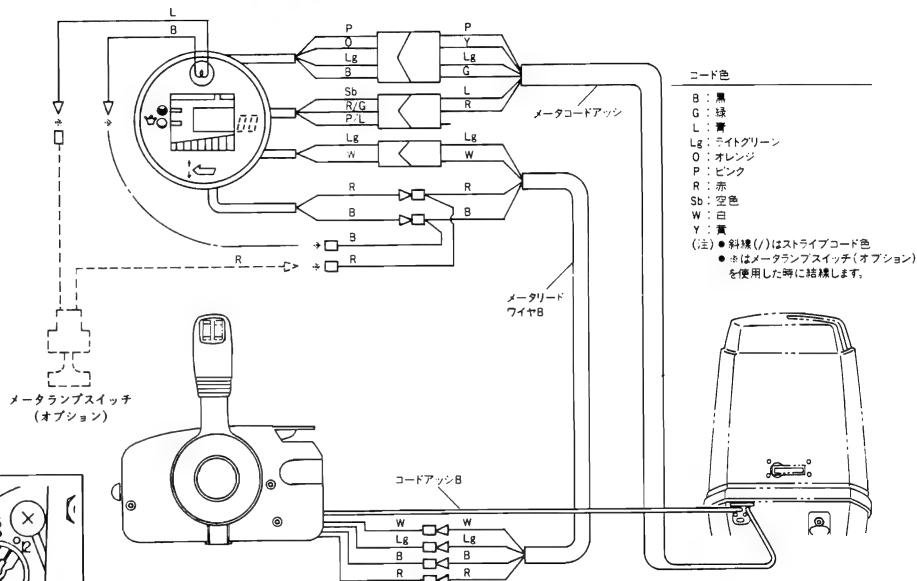 L
B
P
O
Lg
B
P
Y
Lg
G
Sb
R/G
P/L
L
R
Lg
W
Lg
W
R
R
B
B
B
R
R
00
メータコードアッシ
メータリード
ワイヤB
メータランプスイッチ
(オプション)
コードアッシB
W
W
Lg
Lg
B
B
R
R
コード色
B : 黒
G : 緑
L : 青
Lg : ライトグリーン
O : オレンジ
P : ピンク
R : 赤
Sb : 空色
W : 白
Y : 黄
(注) ● 斜線(/)はストライプコード色
● ※はメータランプスイッチ(オプション)
を使用した時に結線します。